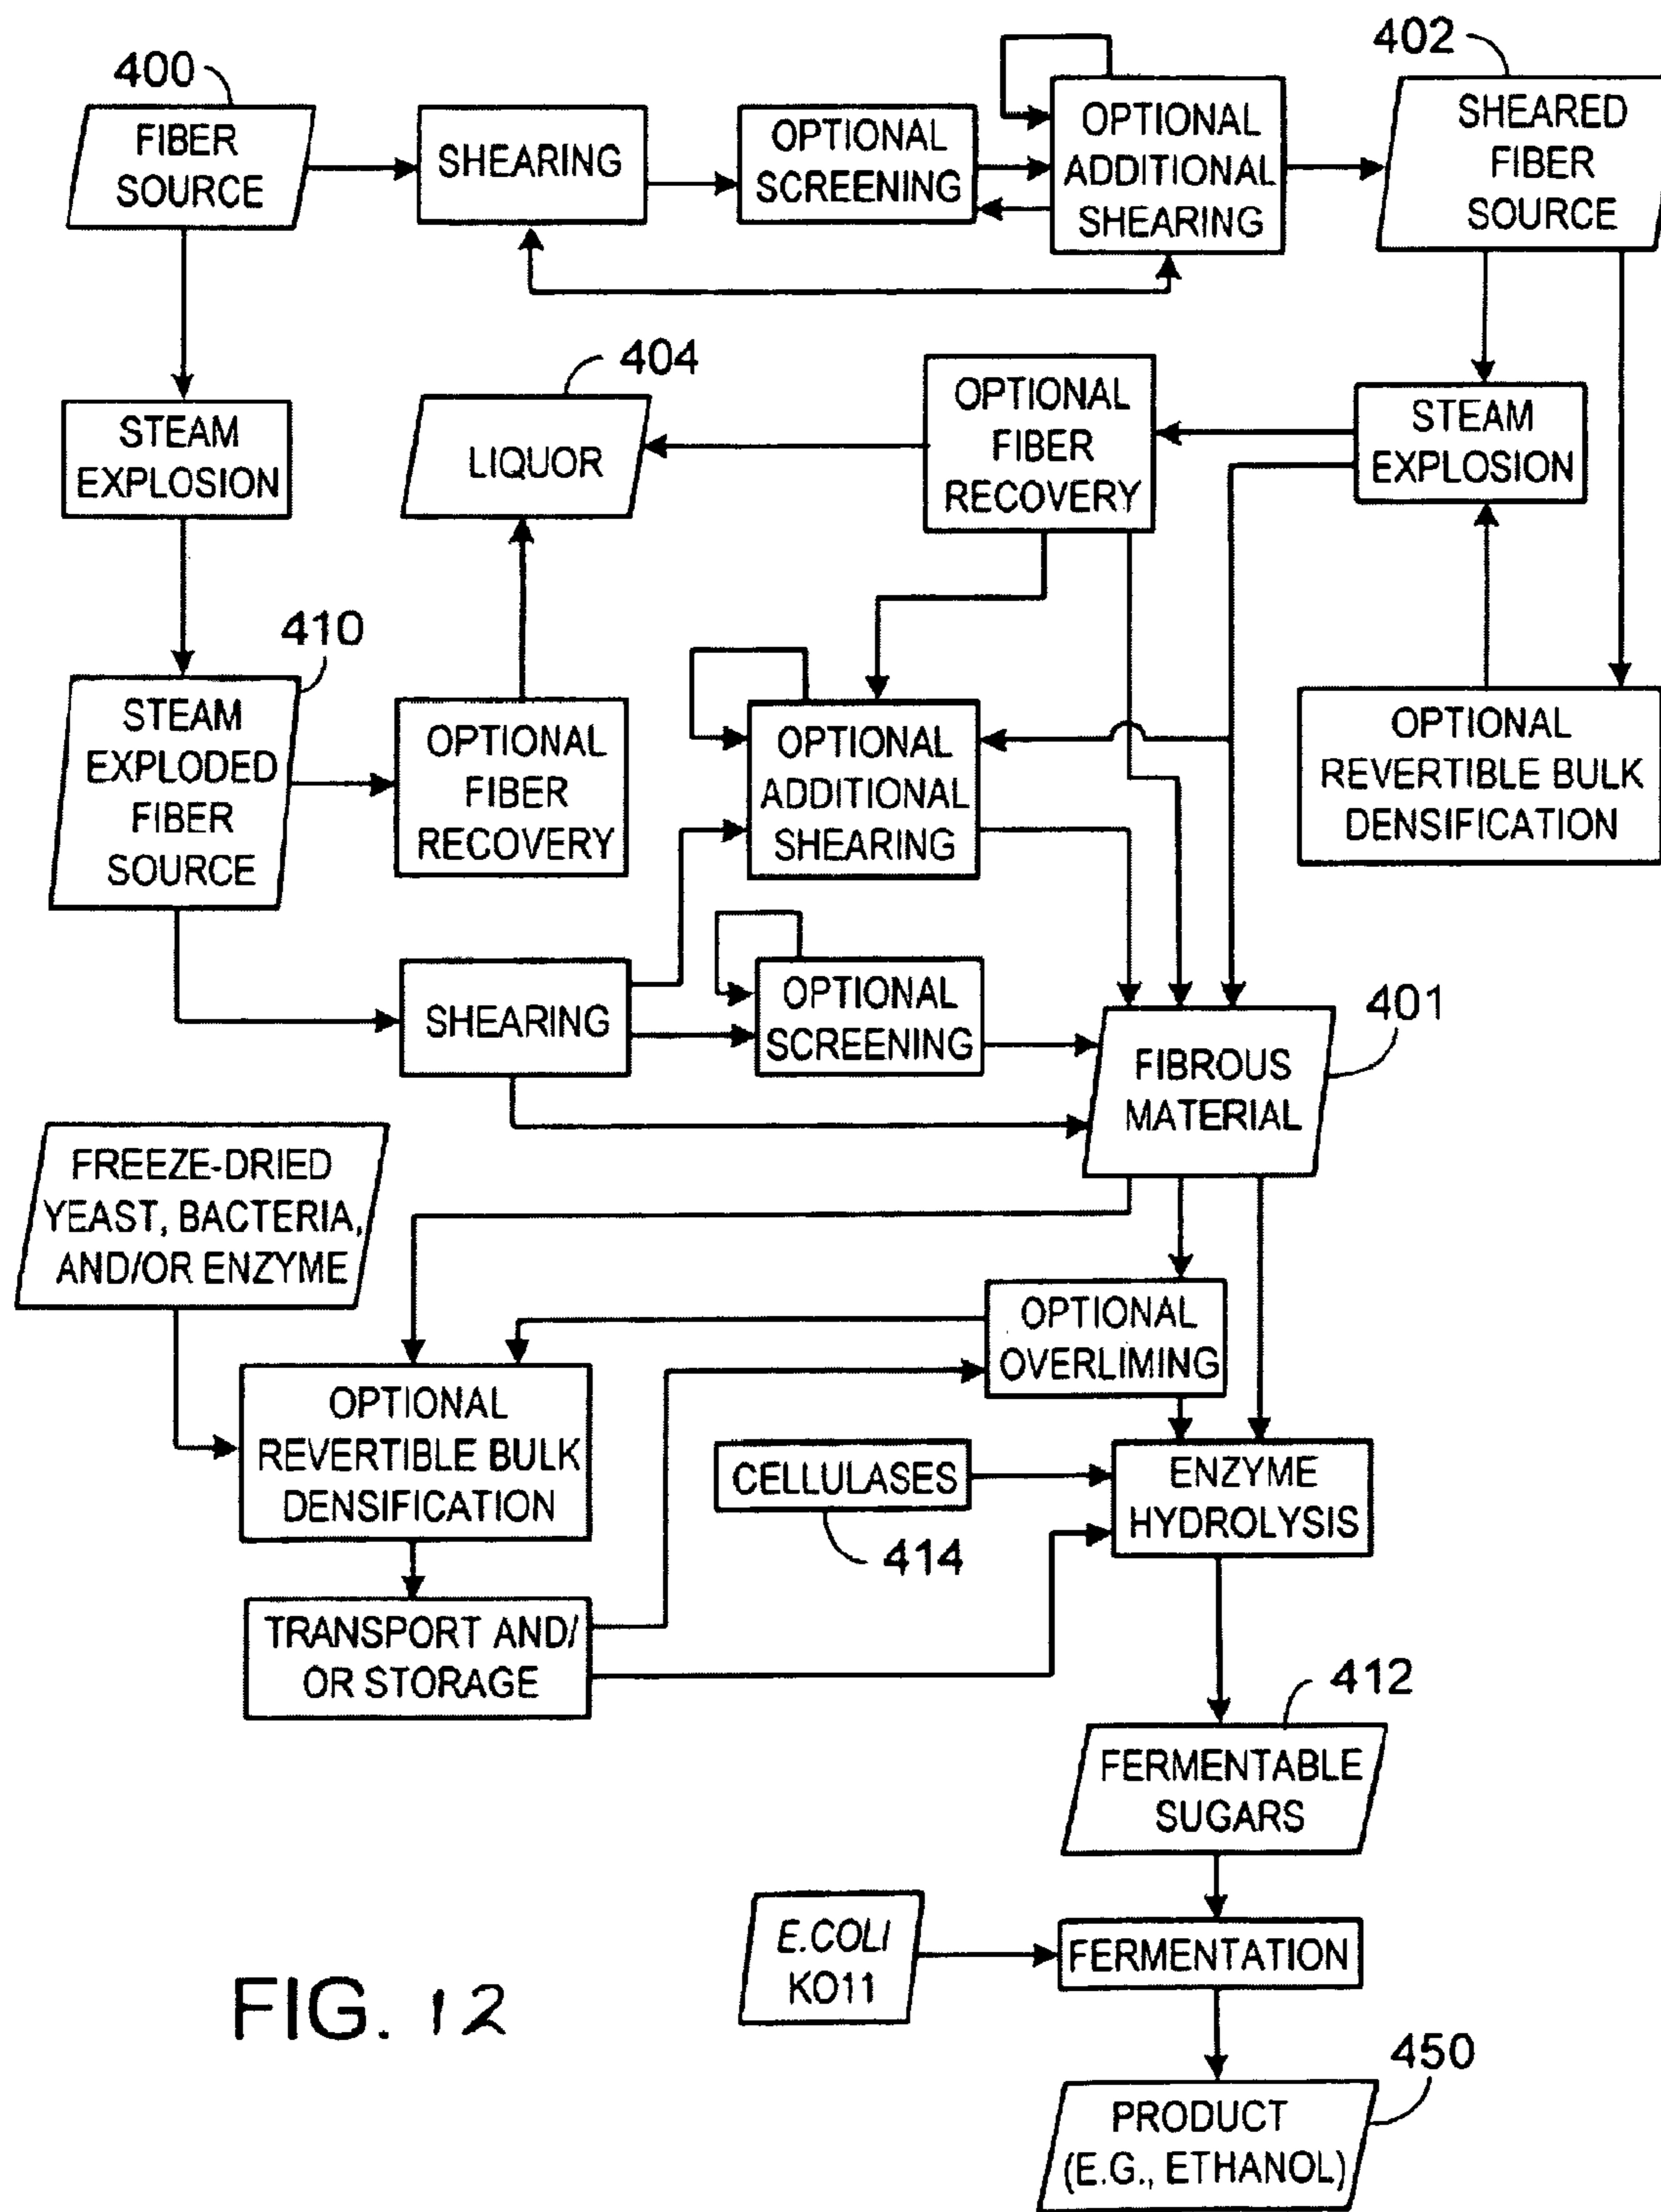 400
FIBER
SOURCE
SHEARING
OPTIONAL
SCREENING
OPTIONAL
ADDITIONAL
SHEARING
402
SHEARED
FIBER
SOURCE
STEAM
EXPLOSION
404
LIQUOR
OPTIONAL
FIBER
RECOVERY
STEAM
EXPLOSION
410
STEAM
EXPLODED
FIBER
SOURCE
OPTIONAL
FIBER
RECOVERY
OPTIONAL
ADDITIONAL
SHEARING
OPTIONAL
REVERTIBLE BULK
DENSIFICATION
SHEARING
OPTIONAL
SCREENING
401
FIBROUS
MATERIAL
FREEZE-DRIED
YEAST, BACTERIA,
AND/OR ENZYME
OPTIONAL
OVERLIMING
OPTIONAL
REVERTIBLE BULK
DENSIFICATION
CELLULASES
414
ENZYME
HYDROLYSIS
TRANSPORT AND/
OR STORAGE
412
FERMENTABLE
SUGARS
E.COLI
KO11
FERMENTATION
FIG. 12
450
PRODUCT
(E.G., ETHANOL)